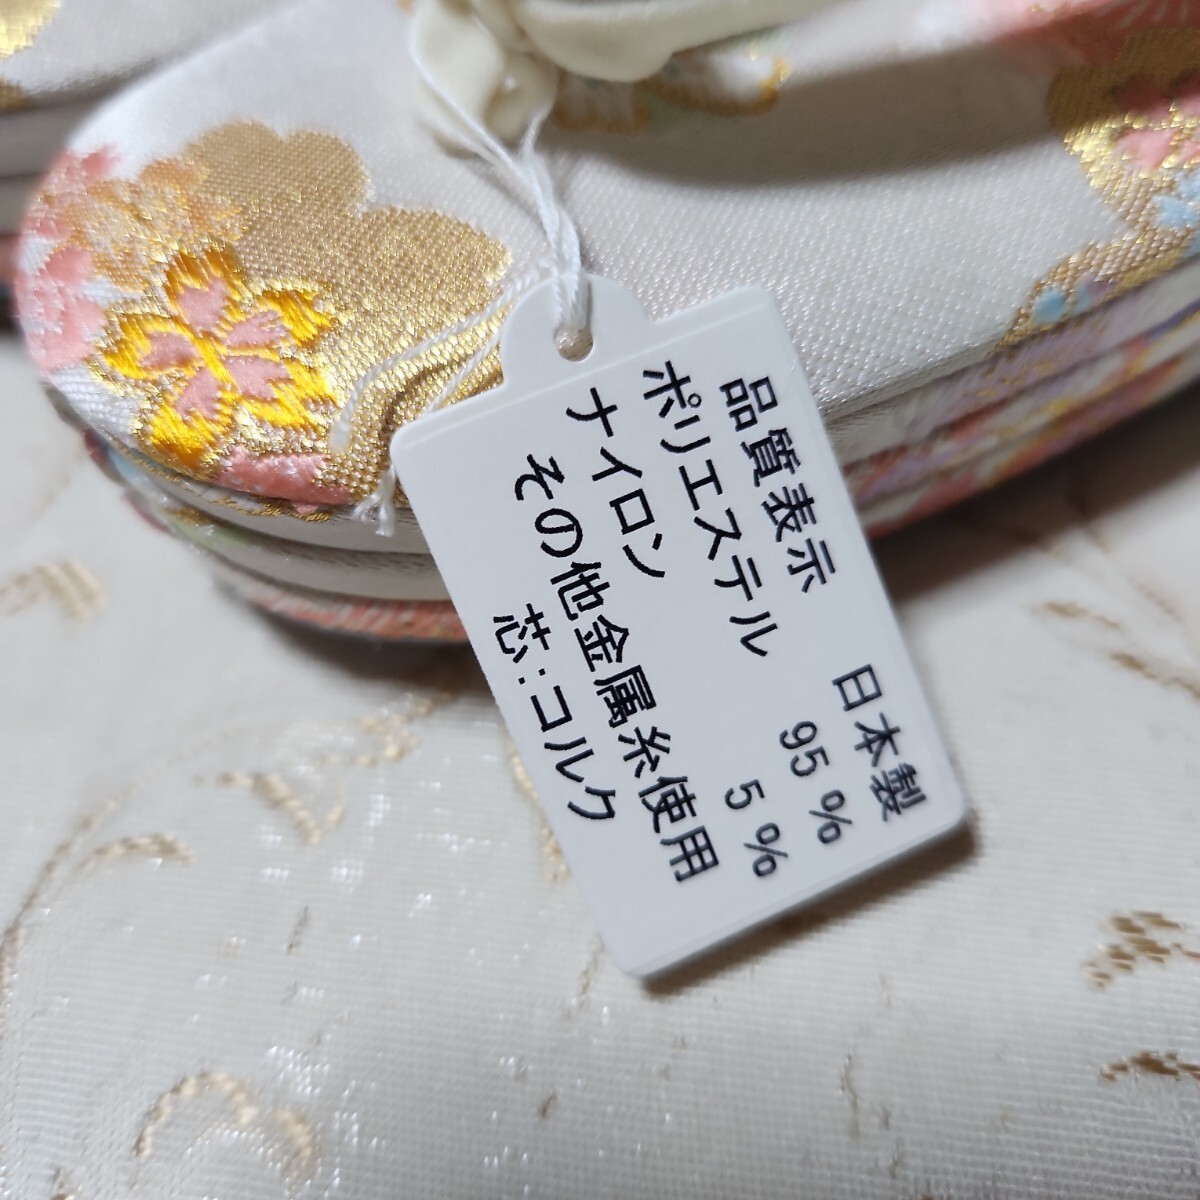 品質表示 日本製
ポリエステル 95%
ナイロン 5%
その他金属糸使用
芯:コルク